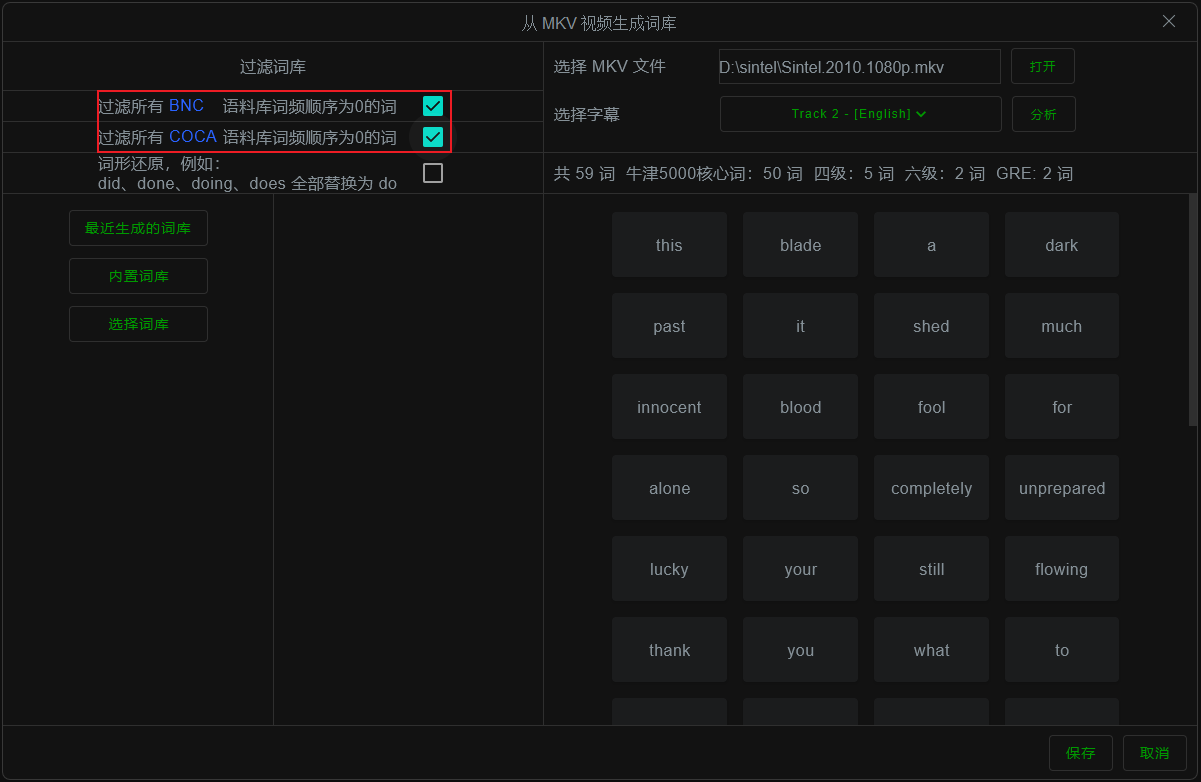 从 MKV 视频生成词库
过滤词库
过滤所有 BNC 语料库词频顺序为0的词
过滤所有 COCA 语料库词频顺序为0的词
词形还原，例如：
did、done、doing、does 全部替换为 do
最近生成的词库
内置词库
选择词库
选择 MKV 文件 D:\sintel\Sintel.2010.1080p.mkv 打开
选择字幕 Track 2 - [English] 分析
共 59 词 牛津5000核心词：50 词 四级：5 词 六级：2 词 GRE: 2 词
this blade a dark
past it shed much
innocent blood fool for
alone so completely unprepared
lucky your still flowing
thank you what to
保存 取消